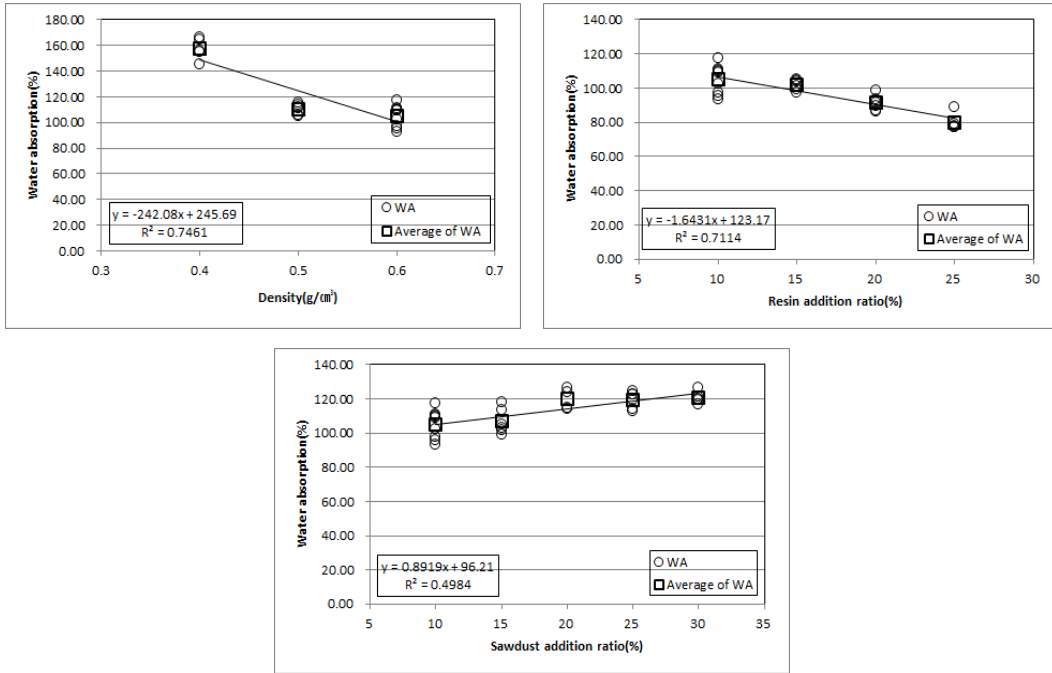 180.00
160.00
140.00
120.00
100.00
80.00
60.00
40.00
20.00
0.00
Water absorption(%)
y = -242.08x + 245.69
R² = 0.7461
WA
Average of WA
0.3 0.4 0.5 0.6 0.7
Density(g/㎤)
140.00
120.00
100.00
80.00
60.00
40.00
20.00
0.00
Water absorption(%)
y = -1.6431x + 123.17
R² = 0.7114
WA
Average of WA
5 10 15 20 25 30
Resin addition ratio(%)
140.00
120.00
100.00
80.00
60.00
40.00
20.00
0.00
Water absorption(%)
y = 0.8919x + 96.21
R² = 0.4984
WA
Average of WA
5 10 15 20 25 30 35
Sawdust addition ratio(%)